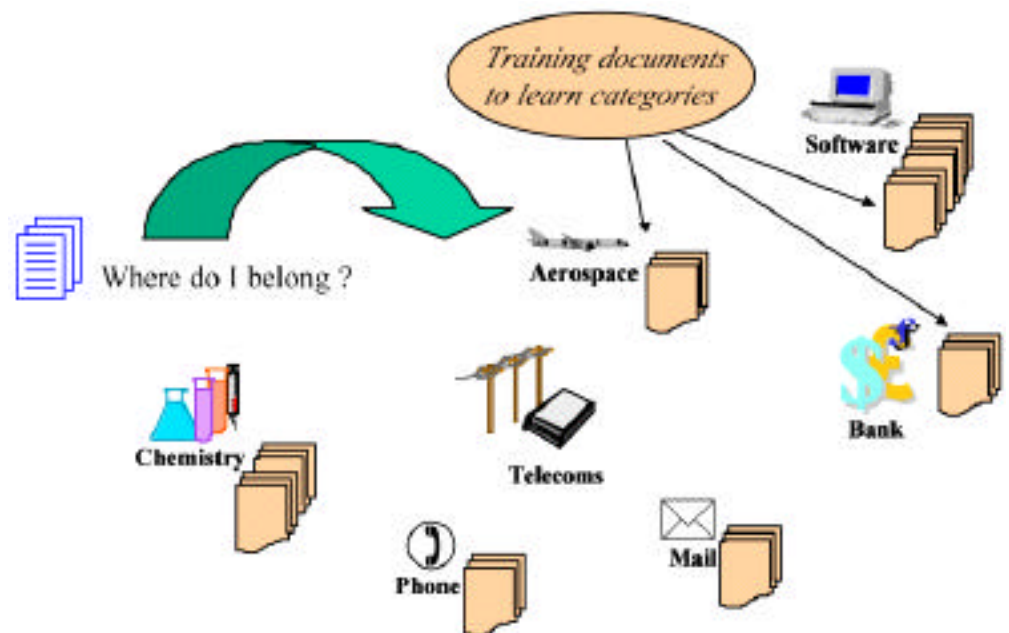 Training documents
to learn categories
Software
Where do I belong ?
Aerospace
Bank
Chemistry
Telecoms
Mail
Phone